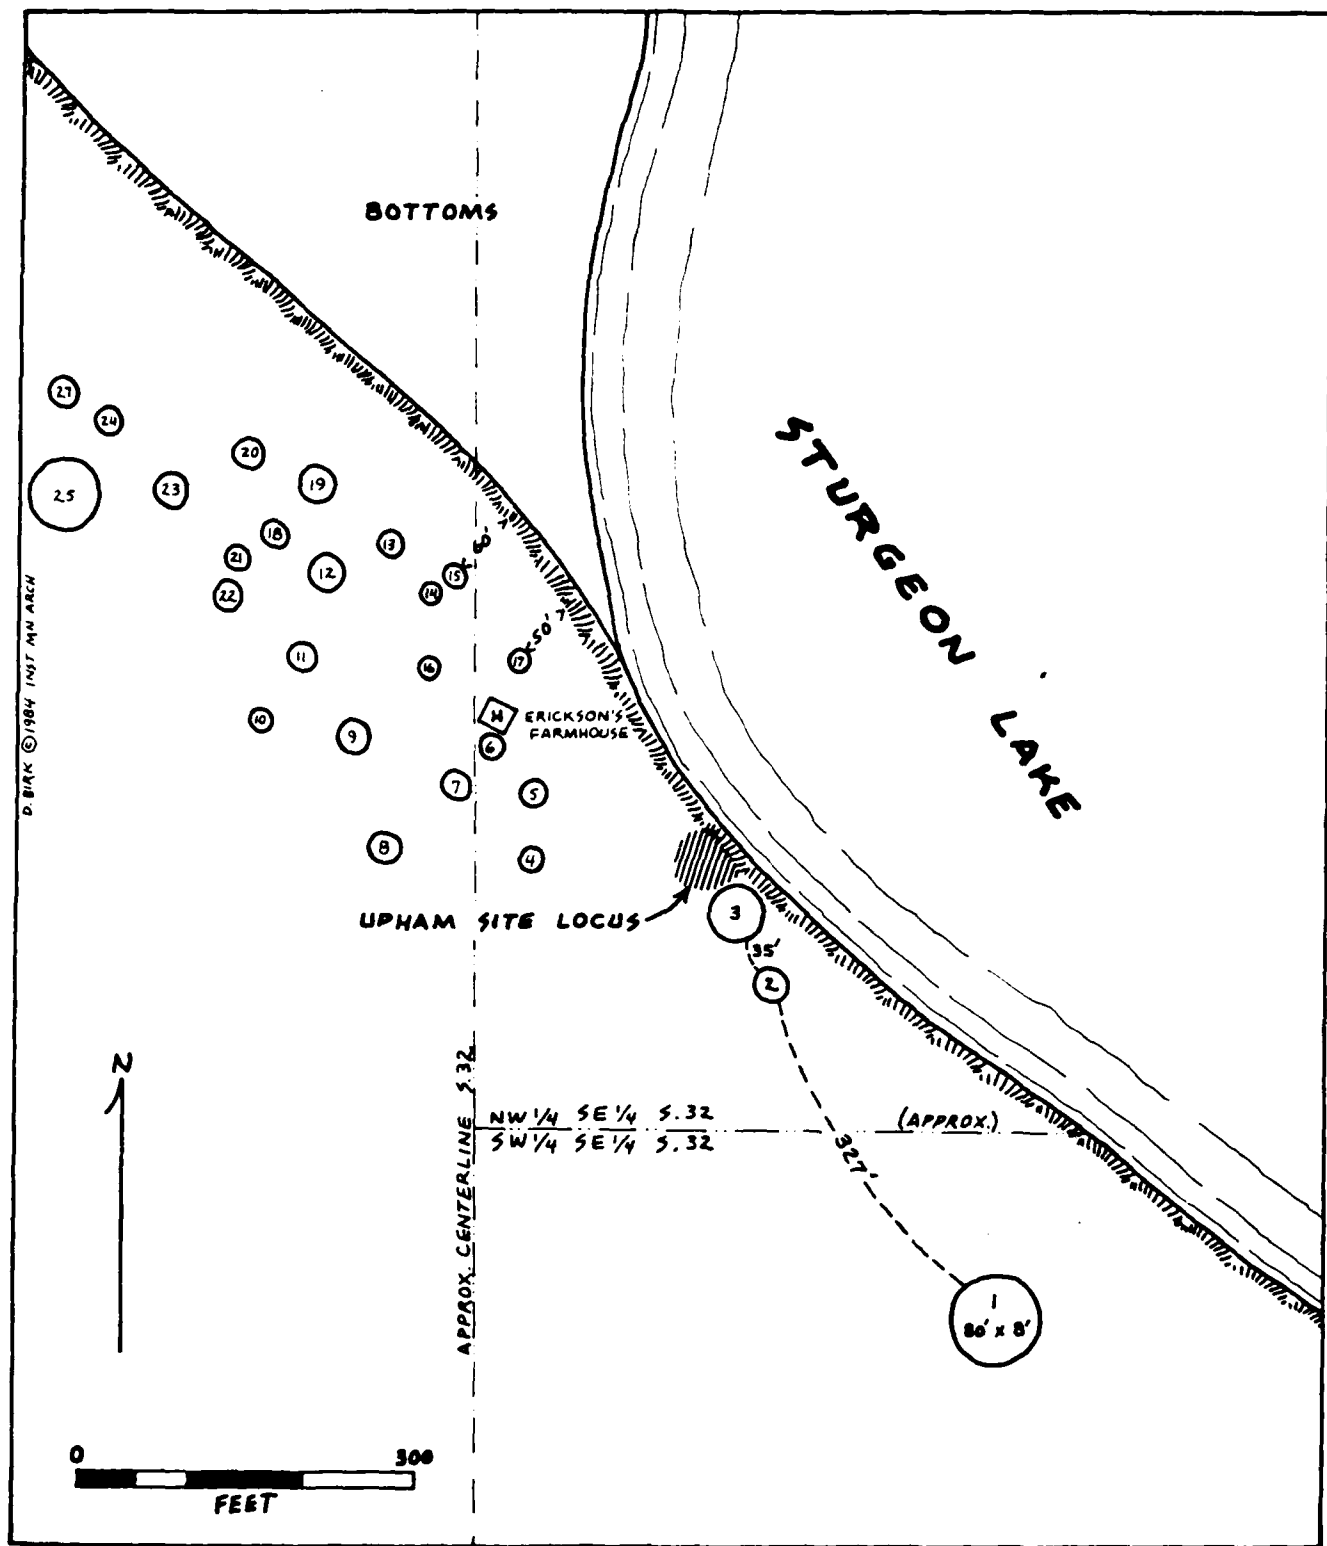 BOTTOMS
STURGEON LAKE
27
24
25
23
20
19
18
21
22
12
13
15
60'
14
11
16
17
50'
10
9
H
ERICKSON'S
FARMHOUSE
6
7
5
8
4
UPHAM SITE LOCUS
3
35'
2
327'
1
80' x 8'
N
APPROX. CENTERLINE S.32
NW 1/4 SE 1/4 S.32
(APPROX.)
SW 1/4 SE 1/4 S.32
0 300
FEET
D. BIRK © 1984 INST MN ARCH